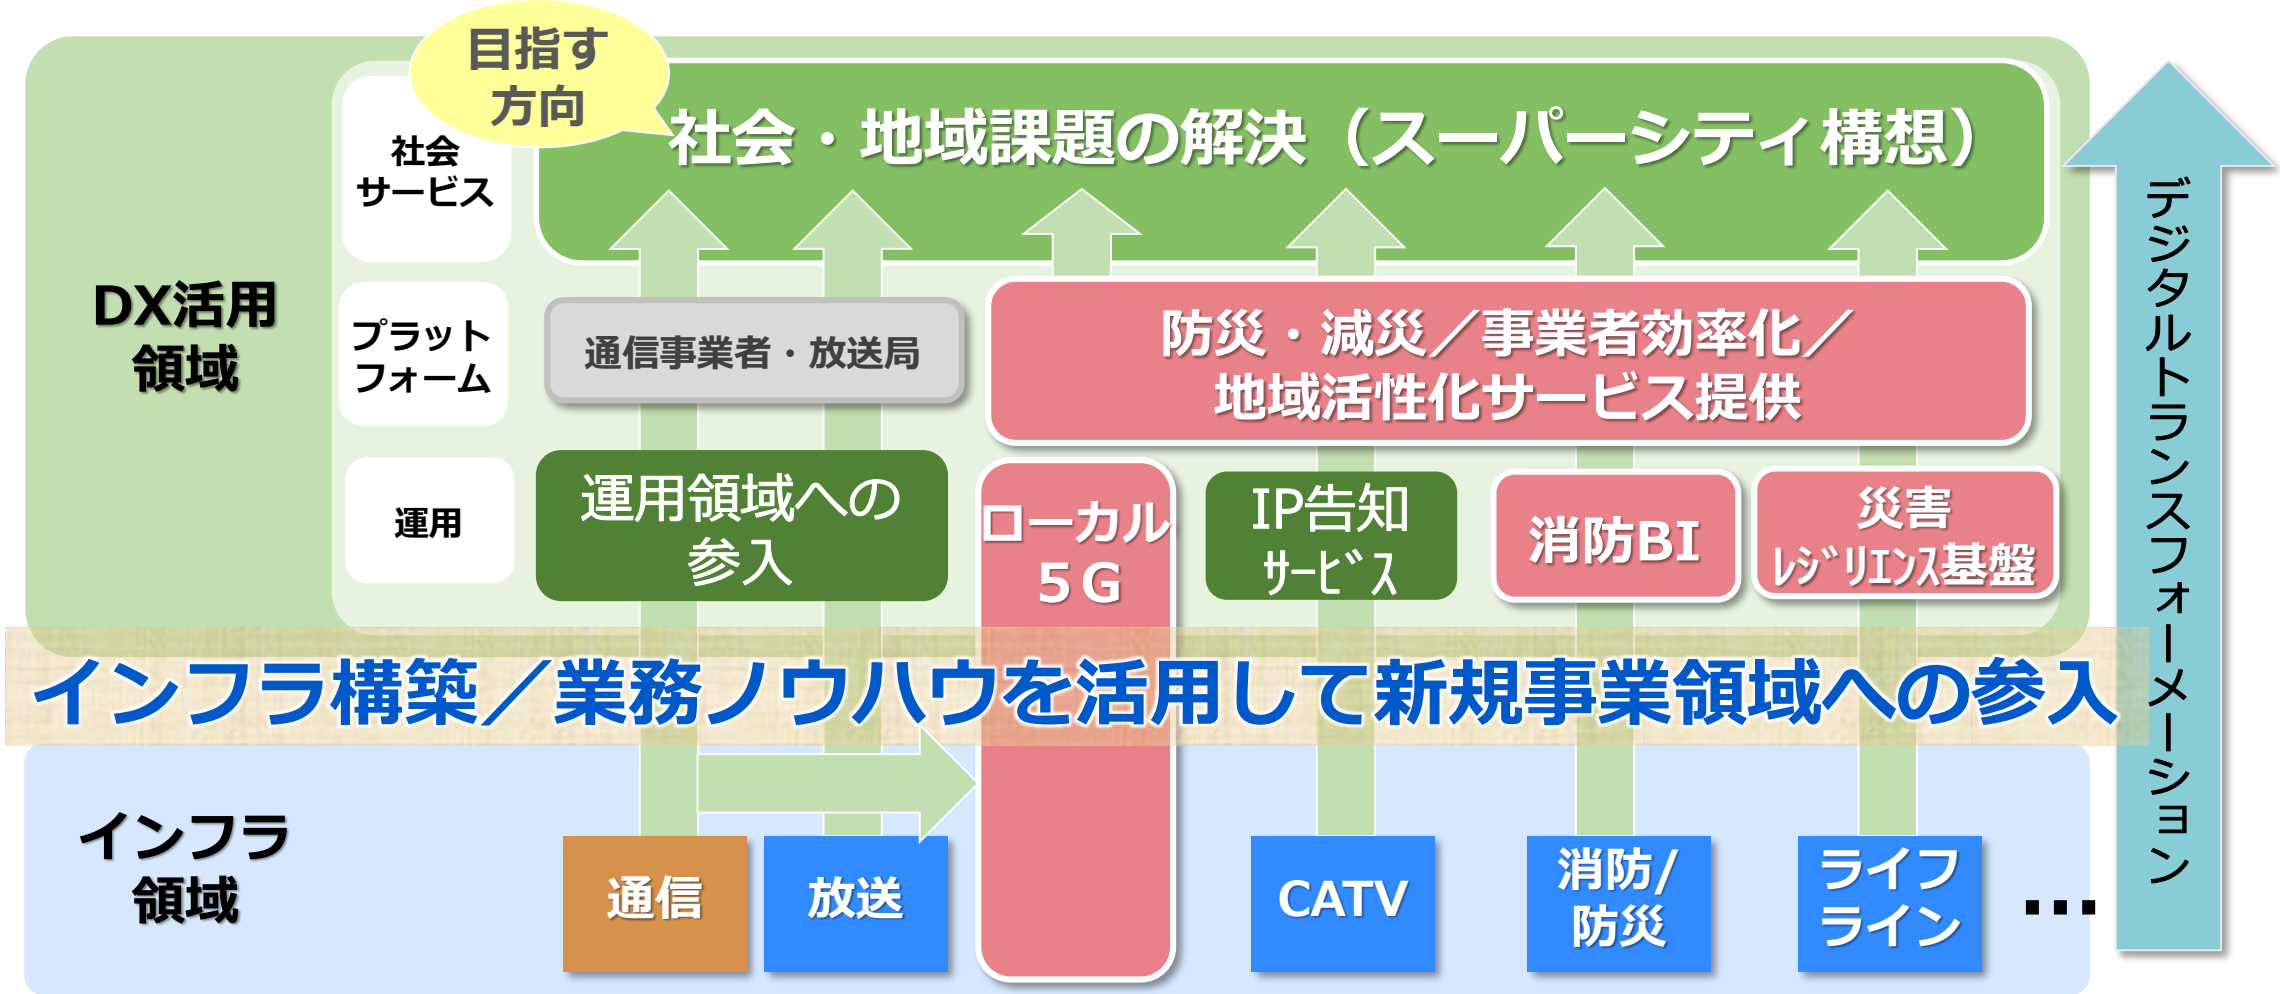 目指す
方向
社会・地域課題の解決（スーパーシティ構想）
社会
サービス
DX活用
領域
プラット
フォーム
通信事業者・放送局
防災・減災／事業者効率化／
地域活性化サービス提供
運用
運用領域への
参入
ローカル
５G
IP告知
ｻｰﾋﾞｽ
消防BI
災害
ﾚｼﾞﾘｴﾝｽ基盤
インフラ構築／業務ノウハウを活用して新規事業領域への参入
インフラ
領域
通信
放送
CATV
消防/
防災
ライフ
ライン
…
デジタルトランスフォーメーション